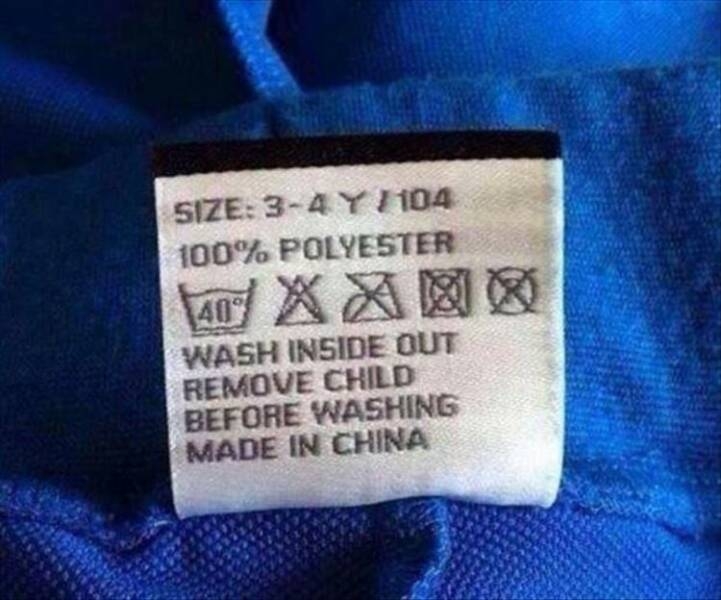 SIZE: 3-4 Y / 104
100% POLYESTER
40°
WASH INSIDE OUT
REMOVE CHILD
BEFORE WASHING
MADE IN CHINA